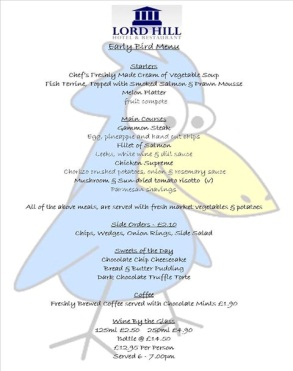 LORD HILL
HOTEL & RESTAURANT
Early Bird Menu
Starters
Chef's Freshly Made Cream of Vegetable Soup
Fish Terrine, Topped with Smoked Salmon & Prawn Mousse
Melon Platter
fruit compote
Main Courses
Gammon Steak
Egg, pineapple and hand cut chips
Fillet of Salmon
Leeks, white wine & dill sauce
Chicken Supreme
Chorizo crushed potatoes, onion & rosemary sauce
Mushroom & Sun-dried tomato risotto (v)
Parmesan shavings
All of the above meals, are served with fresh market vegetables & potatoes
Side Orders - £2.10
Chips, Wedges, Onion Rings, Side Salad
Sweets of the Day
Chocolate Chip Cheesecake
Bread & Butter Pudding
Dark Chocolate Truffle Torte
Coffee
Freshly Brewed Coffee served with Chocolate Mints £1.90
Wine By the Glass
125ml £2.50 250ml £4.90
Bottle @ £14.50
£12.95 Per Person
Served 6 - 7.00pm